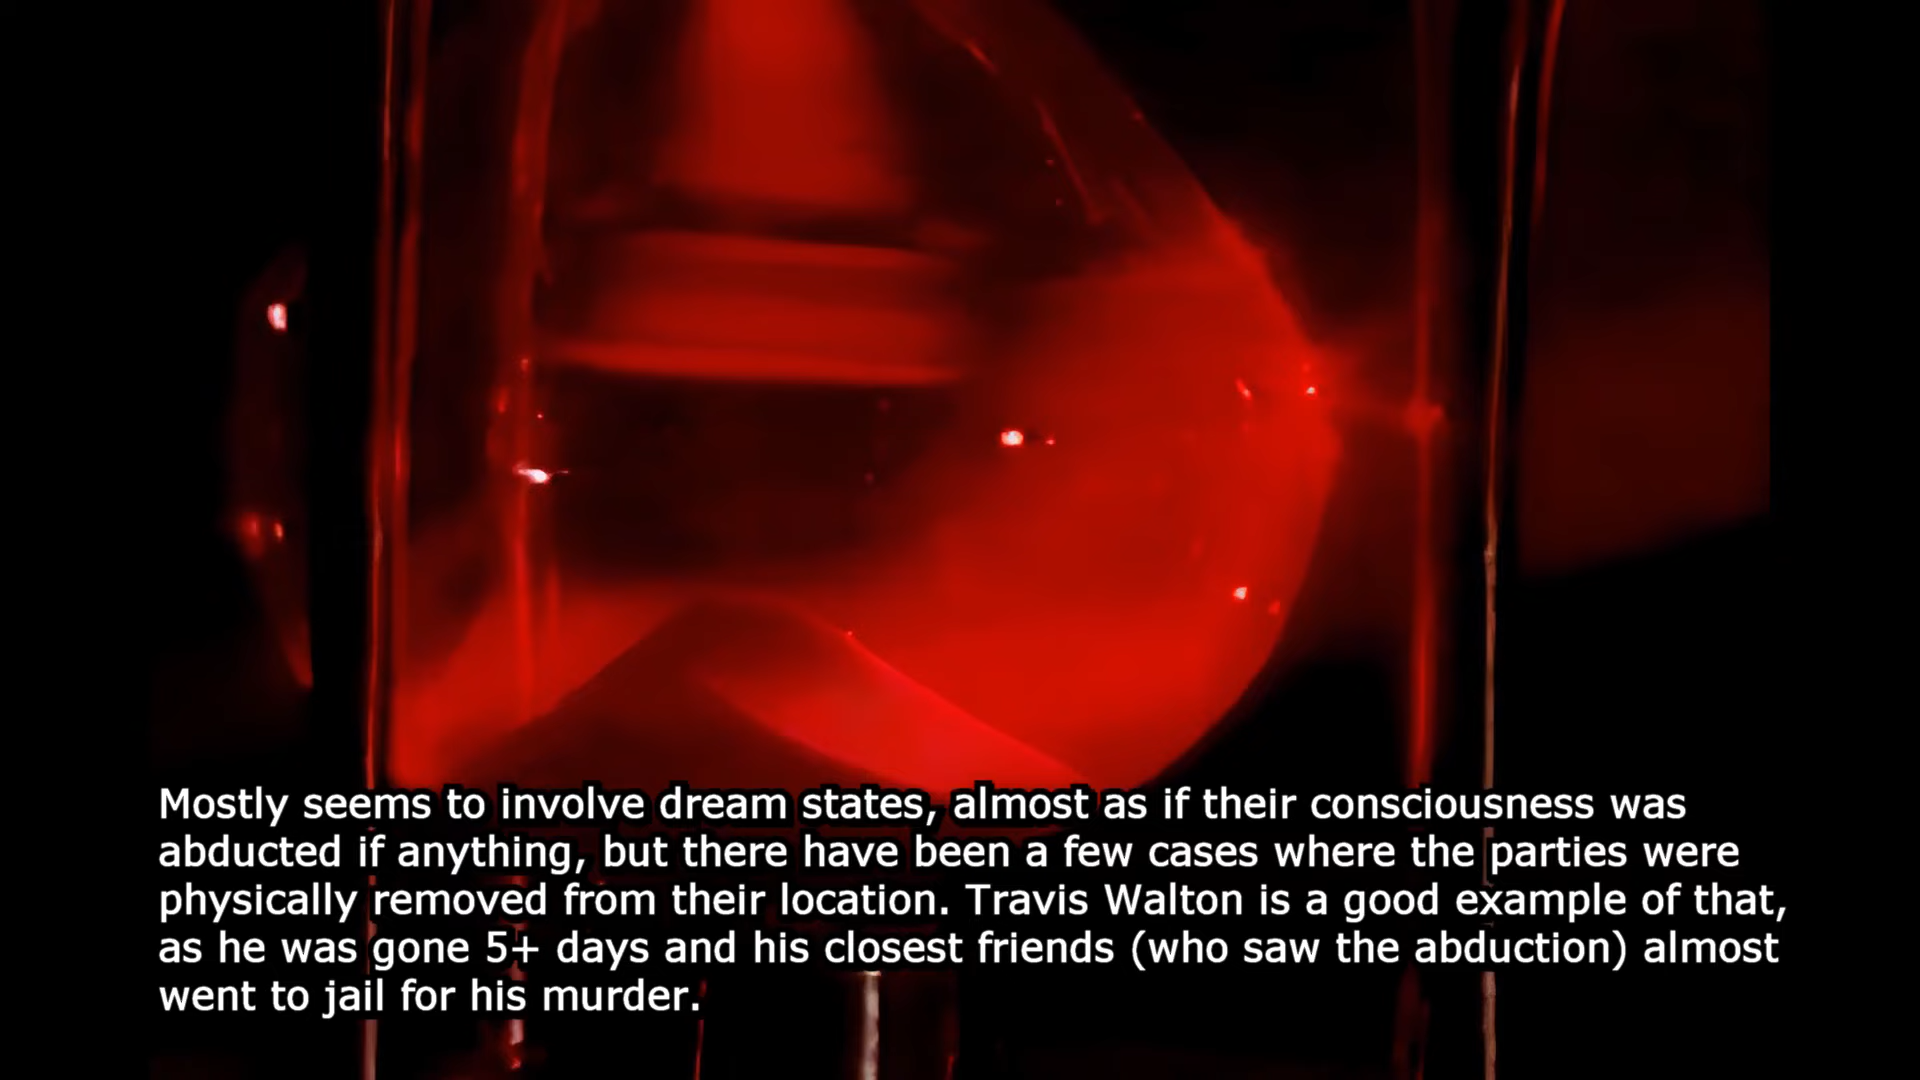 Mostly seems to involve dream states, almost as if their consciousness was
abducted if anything, but there have been a few cases where the parties were
physically removed from their location. Travis Walton is a good example of that,
as he was gone 5+ days and his closest friends (who saw the abduction) almost
went to jail for his murder.